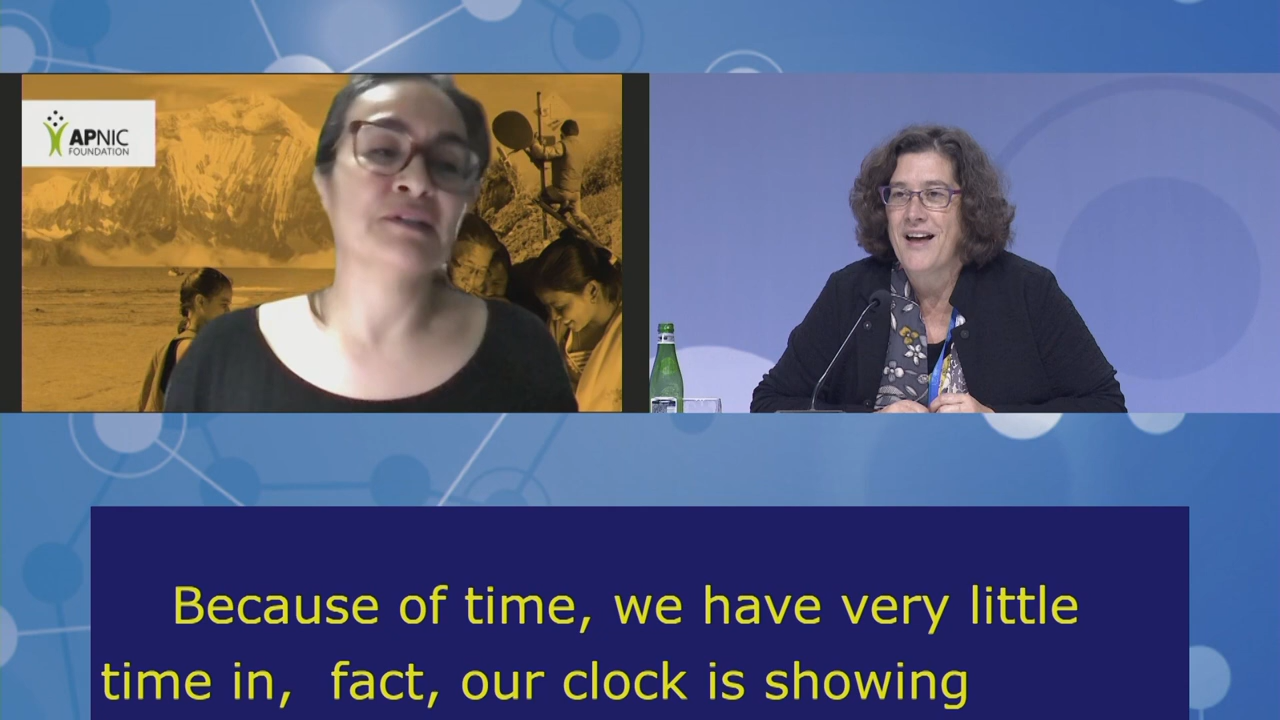 APNIC
FOUNDATION
Because of time, we have very little
time in, fact, our clock is showing